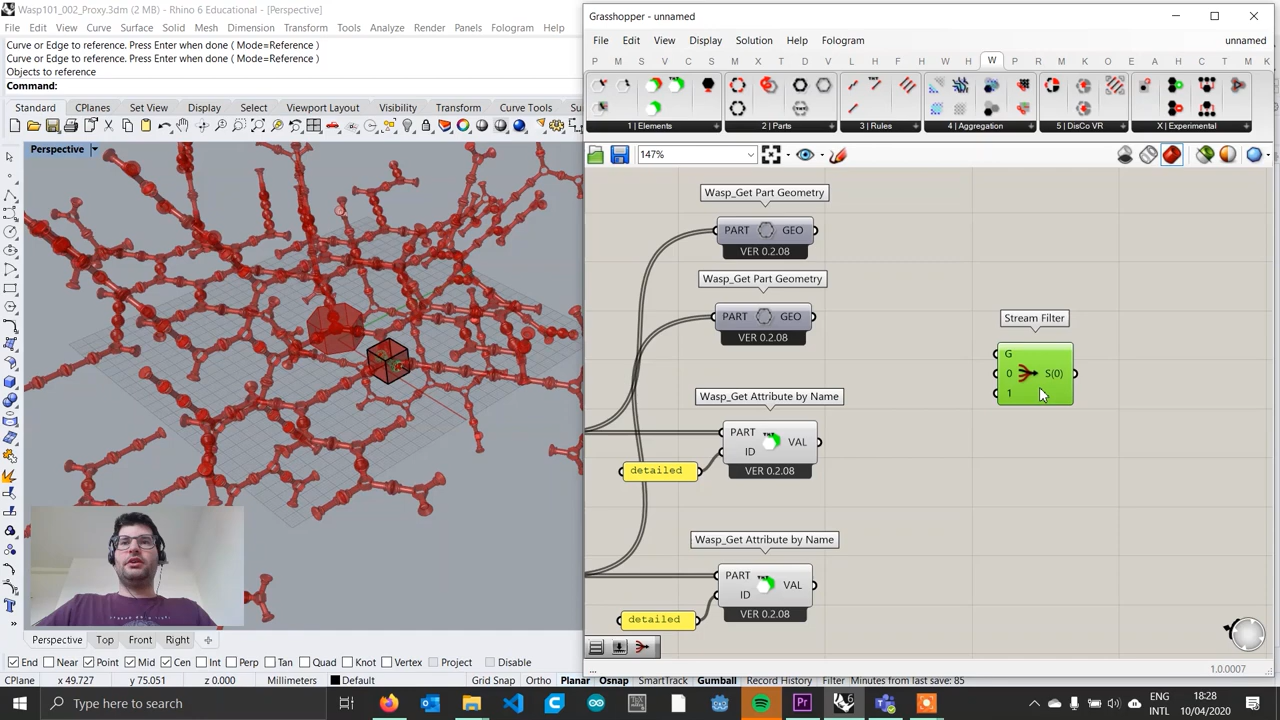 Wasp101_002_Proxy.3dm (2 MB) - Rhino 6 Educational - [Perspective]
File Edit View Curve Surface Solid Mesh Dimension Transform Tools Analyze Render Panels Fologram Help
Curve or Edge to reference. Press Enter when done ( Mode=Reference )
Curve or Edge to reference. Press Enter when done ( Mode=Reference )
Objects to reference
Command:
Standard CPlanes Set View Display Select Viewport Layout Visibility Transform Curve Tools Su
Perspective
Grasshopper - unnamed
File Edit View Display Solution Help Fologram unnamed
P M S V C S M X T D V L H F W P R M K D E T M K
1 | Elements 2 | Parts 3 | Rules 4 | Aggregation 5 | DisCo VR X | Experimental
147%
Wasp_Get Part Geometry
PART GEO
VER 0.2.08
Wasp_Get Part Geometry
PART GEO
VER 0.2.08
Stream Filter
G
0 S(0)
1
Wasp_Get Attribute by Name
PART
VAL
ID
VER 0.2.08
detailed
Wasp_Get Attribute by Name
PART
VAL
ID
VER 0.2.08
detailed
...
1.0.0007
Perspective Top Front Right
End Near Point Mid Cen Int Perp Tan Quad Knot Vertex Project Disable
CPlane x 49.727 y 75.051 z 0.000 Millimeters Default Grid Snap Ortho Planar Osnap SmartTrack Gumball Record History Filter Minutes from last save: 85
Type here to search
ENG
INTL
18:28
10/04/2020